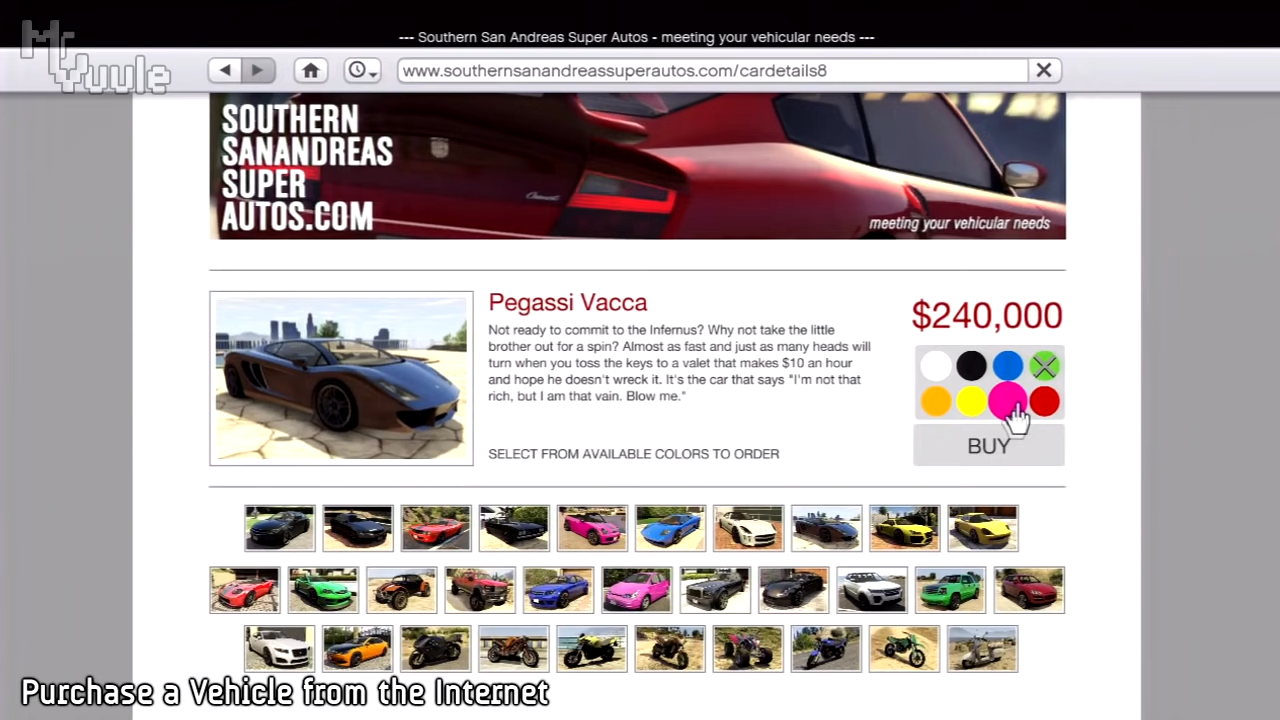 Mr
Yuule
--- Southern San Andreas Super Autos - meeting your vehicular needs ---
www.southernsanandreassuperautos.com/cardetails8
SOUTHERN
SANANDREAS
SUPER
AUTOS.COM
meeting your vehicular needs
Pegassi Vacca
$240,000
Not ready to commit to the Infernus? Why not take the little
brother out for a spin? Almost as fast and just as many heads will
turn when you toss the keys to a valet that makes $10 an hour
and hope he doesn't wreck it. It's the car that says "I'm not that
rich, but I am that vain. Blow me."
SELECT FROM AVAILABLE COLORS TO ORDER
BUY
Purchase a Vehicle from the Internet